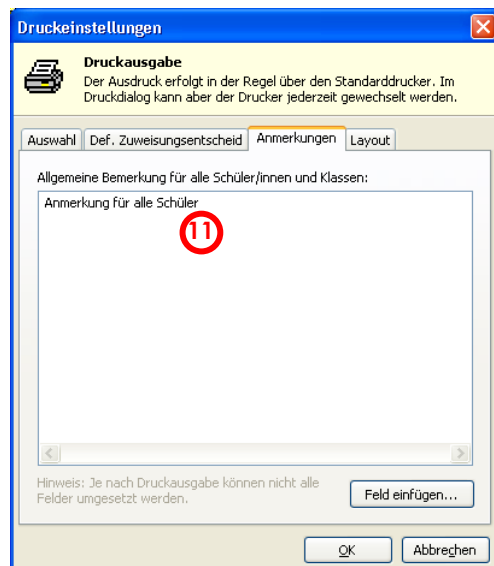 Druckeinstellungen
Druckausgabe
Der Ausdruck erfolgt in der Regel über den Standarddrucker. Im
Druckdialog kann aber der Drucker jederzeit gewechselt werden.
Auswahl Def. Zuweisungsentscheid Anmerkungen Layout
Allgemeine Bemerkung für alle Schüler/innen und Klassen:
Anmerkung für alle Schüler
11
Hinweis: Je nach Druckausgabe können nicht alle
Felder umgesetzt werden.
Feld einfügen...
OK Abbrechen